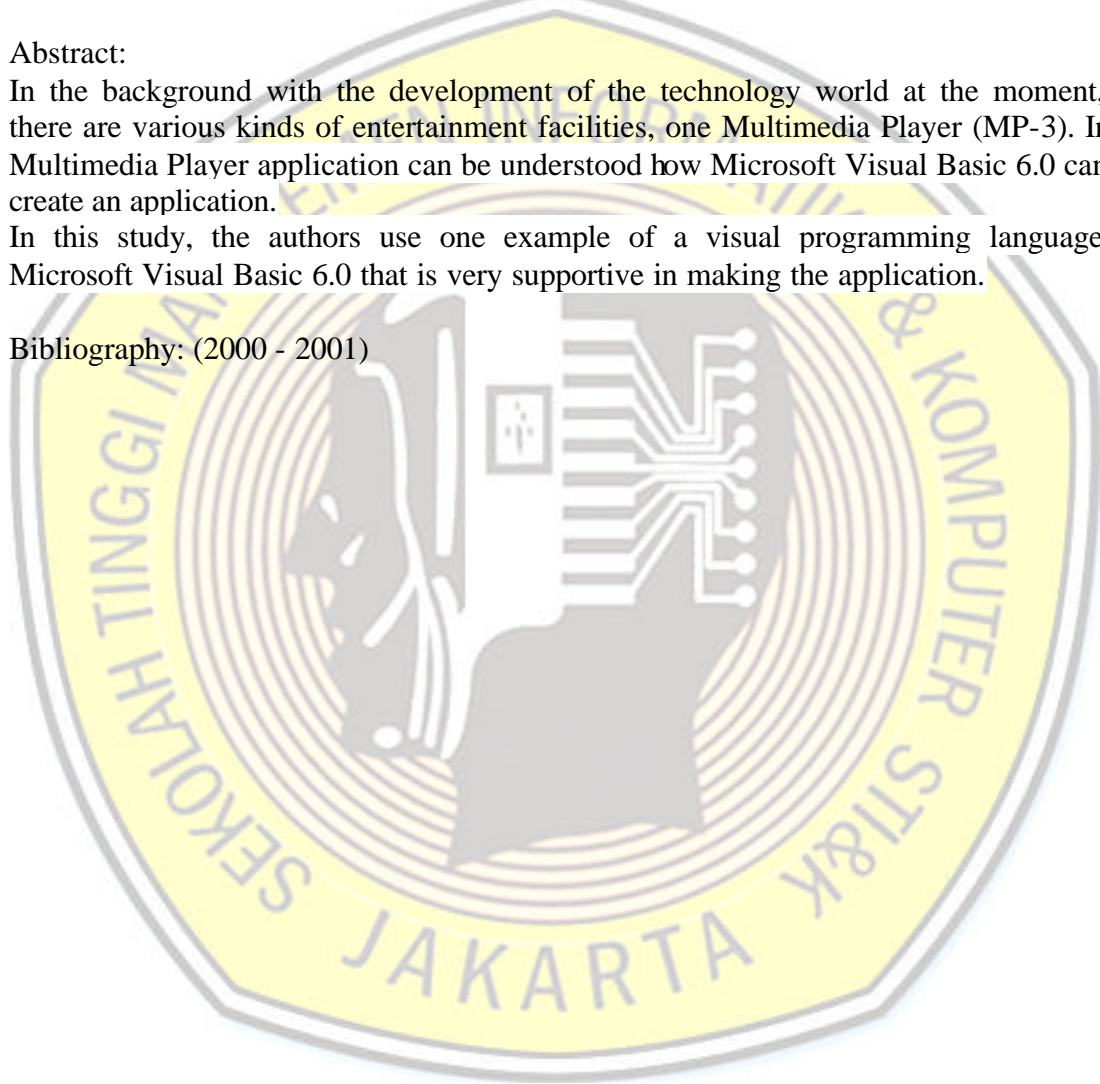 Abstract:
In the background with the development of the technology world at the moment,
there are various kinds of entertainment facilities, one Multimedia Player (MP-3). In
Multimedia Player application can be understood how Microsoft Visual Basic 6.0 can
create an application.
In this study, the authors use one example of a visual programming language
Microsoft Visual Basic 6.0 that is very supportive in making the application.
Bibliography: (2000 - 2001)
SEKOLAH TINGGI & KOMPUTER STI&K
JAKARTA